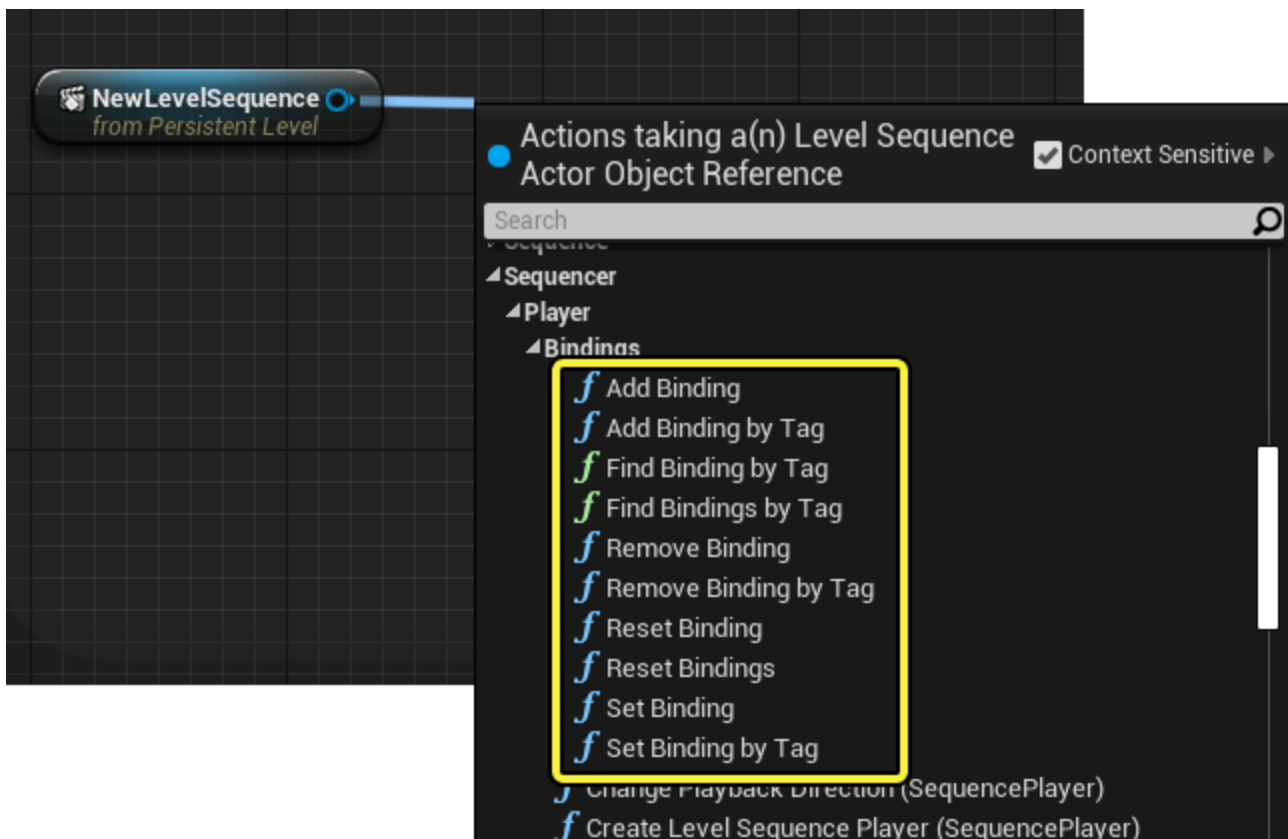 NewLevelSequence
from Persistent Level
Actions taking a(n) Level Sequence
Actor Object Reference
Context Sensitive
Search
Sequence
Sequencer
Player
Bindings
f Add Binding
f Add Binding by Tag
f Find Binding by Tag
f Find Bindings by Tag
f Remove Binding
f Remove Binding by Tag
f Reset Binding
f Reset Bindings
f Set Binding
f Set Binding by Tag
f Change Playback Direction (SequencePlayer)
f Create Level Sequence Player (SequencePlayer)